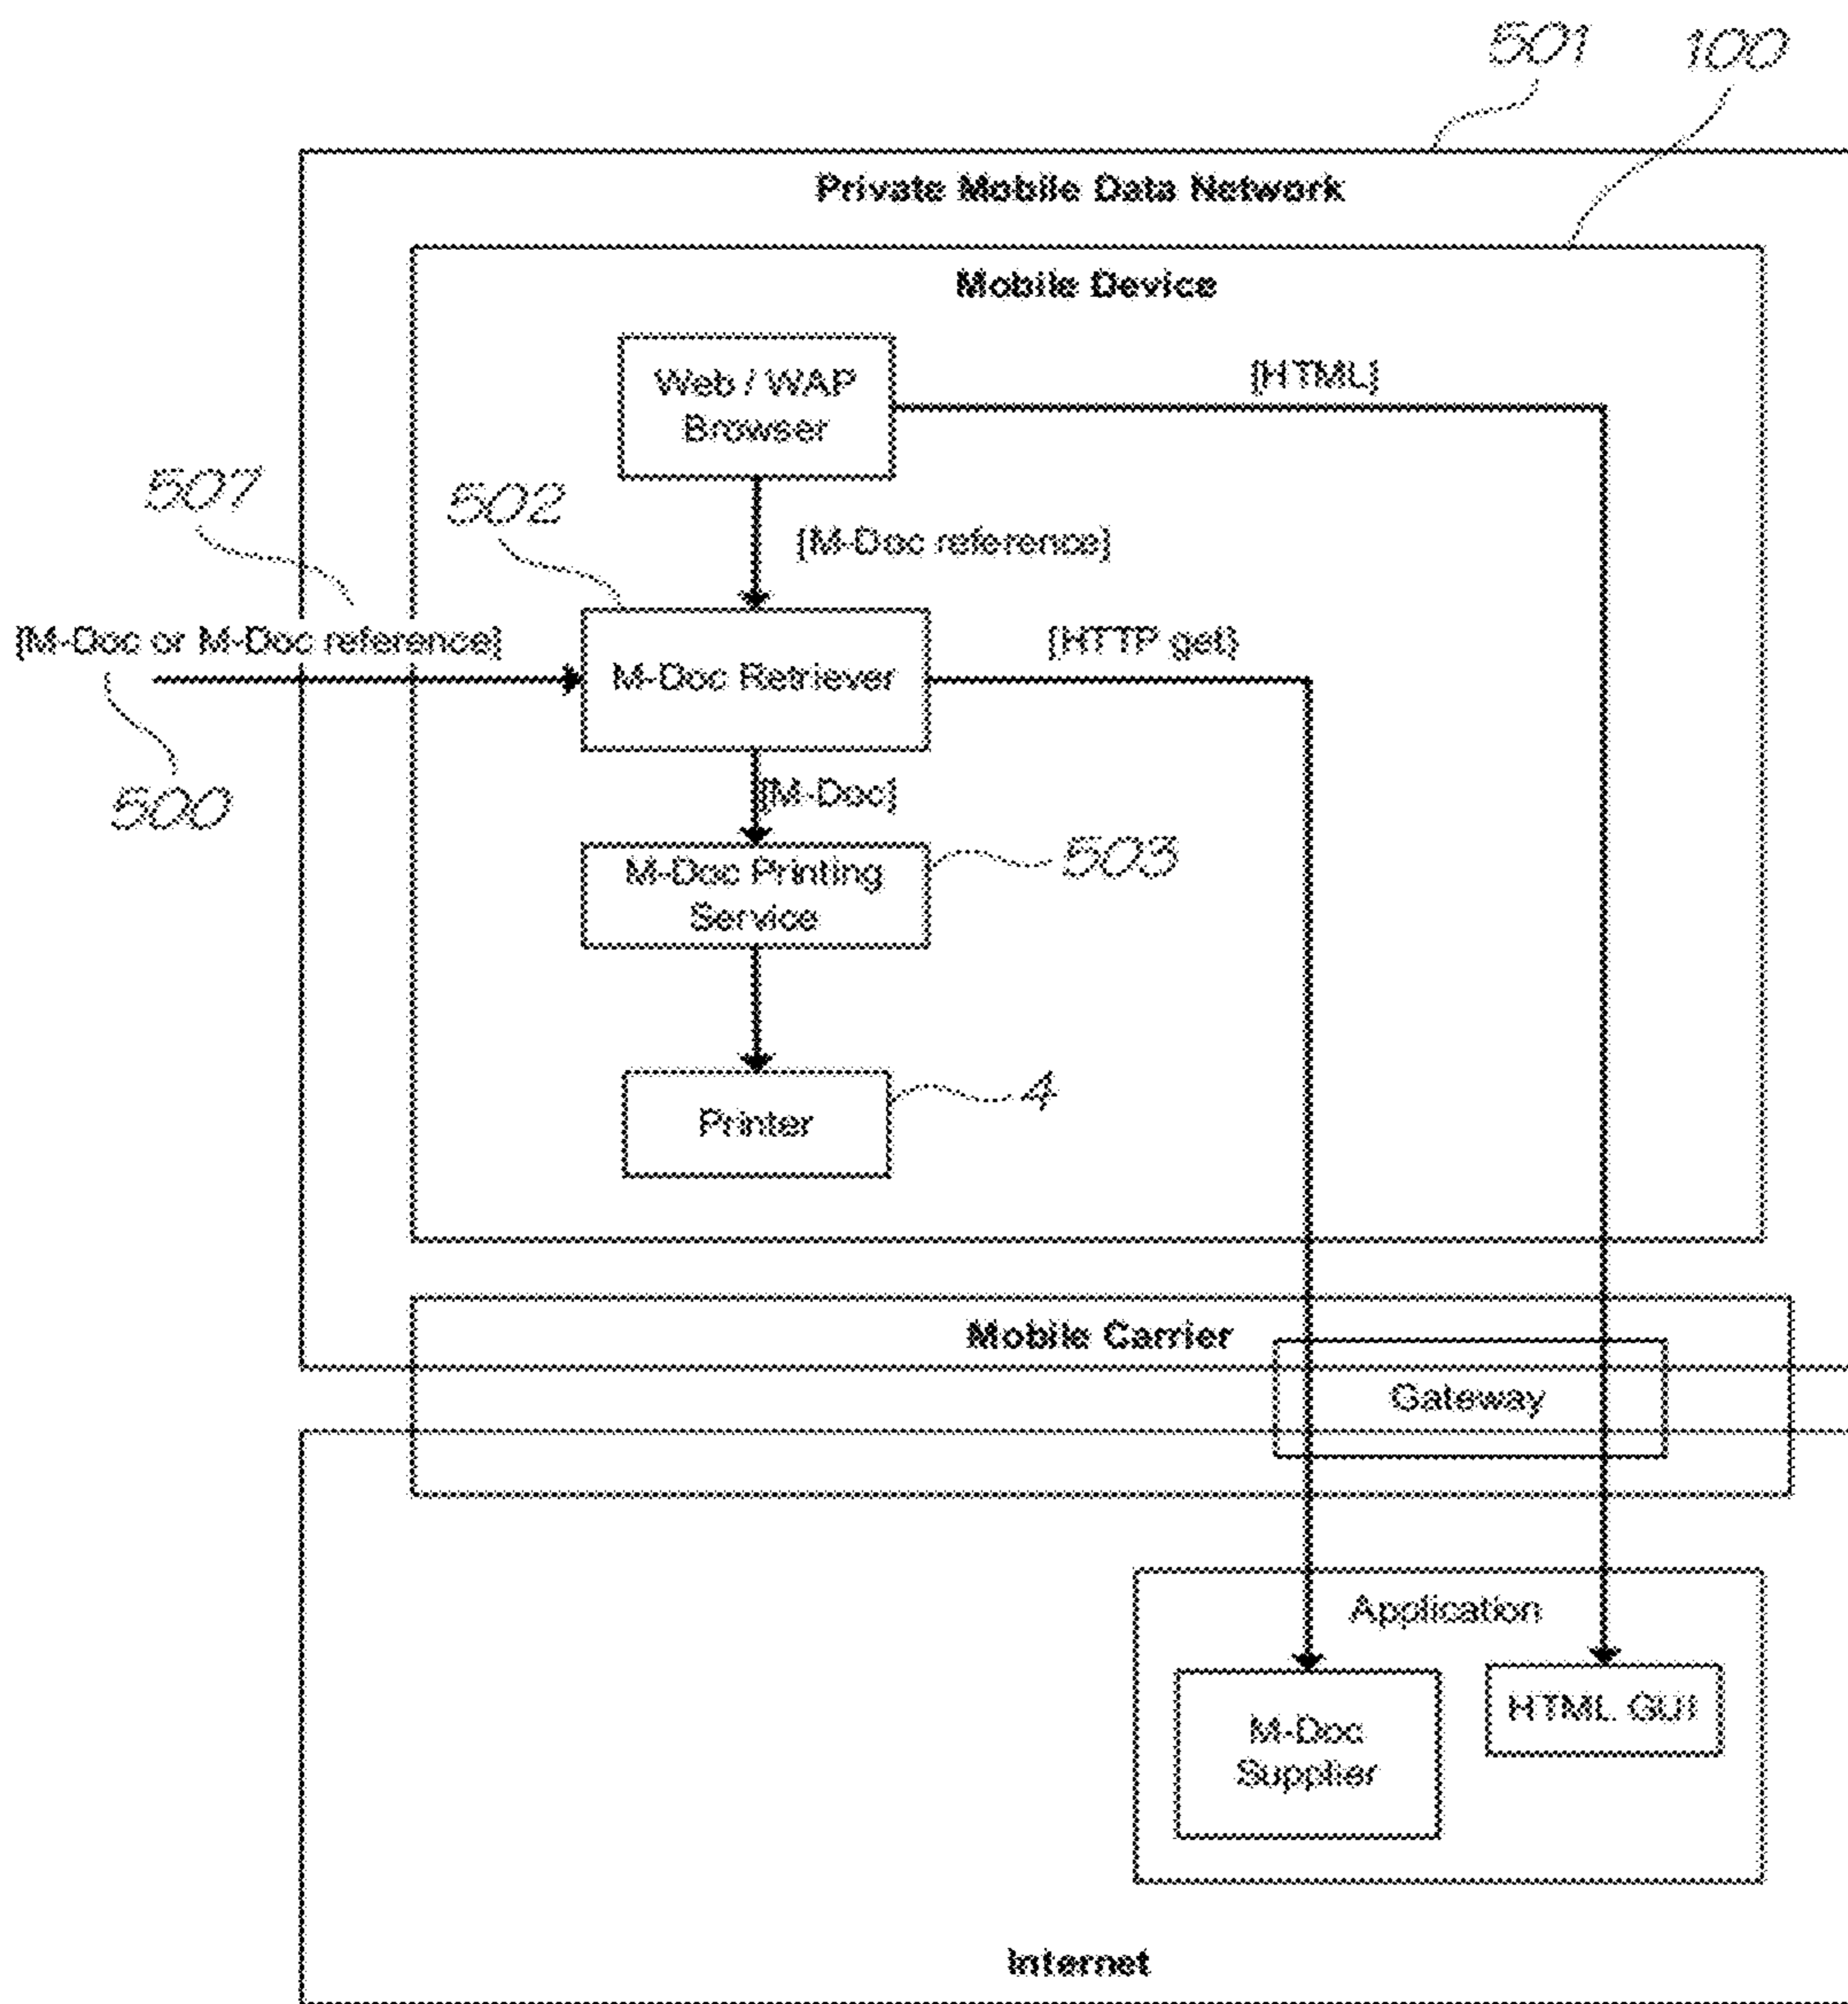 501
100
Private Mobile Data Network
Mobile Device
Web / WAP
Browser
[HTML]
507
502
[M-Doc reference]
[M-Doc or M-Doc reference]
M-Doc Retriever
[HTTP get]
500
[M-Doc]
M-Doc Printing
Service
503
Printer
4
Mobile Carrier
Gateway
Application
M-Doc
Supplier
HTML GUI
Internet